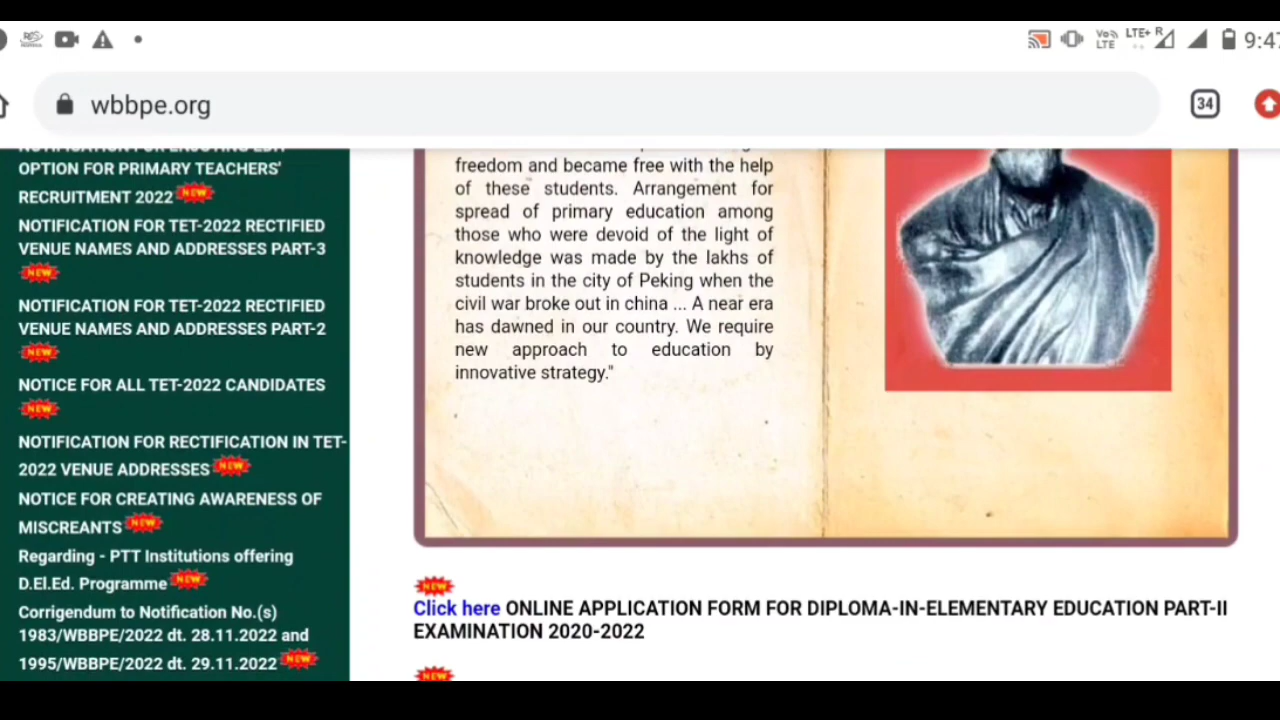 9:47
VoLTE LTE+ R
wbbpe.org
34
OPTION FOR PRIMARY TEACHERS'
RECRUITMENT 2022 NEW
NOTIFICATION FOR TET-2022 RECTIFIED
VENUE NAMES AND ADDRESSES PART-3
NEW
NOTIFICATION FOR TET-2022 RECTIFIED
VENUE NAMES AND ADDRESSES PART-2
NEW
NOTICE FOR ALL TET-2022 CANDIDATES
NEW
NOTIFICATION FOR RECTIFICATION IN TET-
2022 VENUE ADDRESSES NEW
NOTICE FOR CREATING AWARENESS OF
MISCREANTS NEW
Regarding - PTT Institutions offering
D.El.Ed. Programme NEW
Corrigendum to Notification No.(s)
1983/WBBPE/2022 dt. 28.11.2022 and
1995/WBBPE/2022 dt. 29.11.2022 NEW
freedom and became free with the help
of these students. Arrangement for
spread of primary education among
those who were devoid of the light of
knowledge was made by the lakhs of
students in the city of Peking when the
civil war broke out in china ... A near era
has dawned in our country. We require
new approach to education by
innovative strategy."
NEW
Click here ONLINE APPLICATION FORM FOR DIPLOMA-IN-ELEMENTARY EDUCATION PART-II
EXAMINATION 2020-2022
NEW